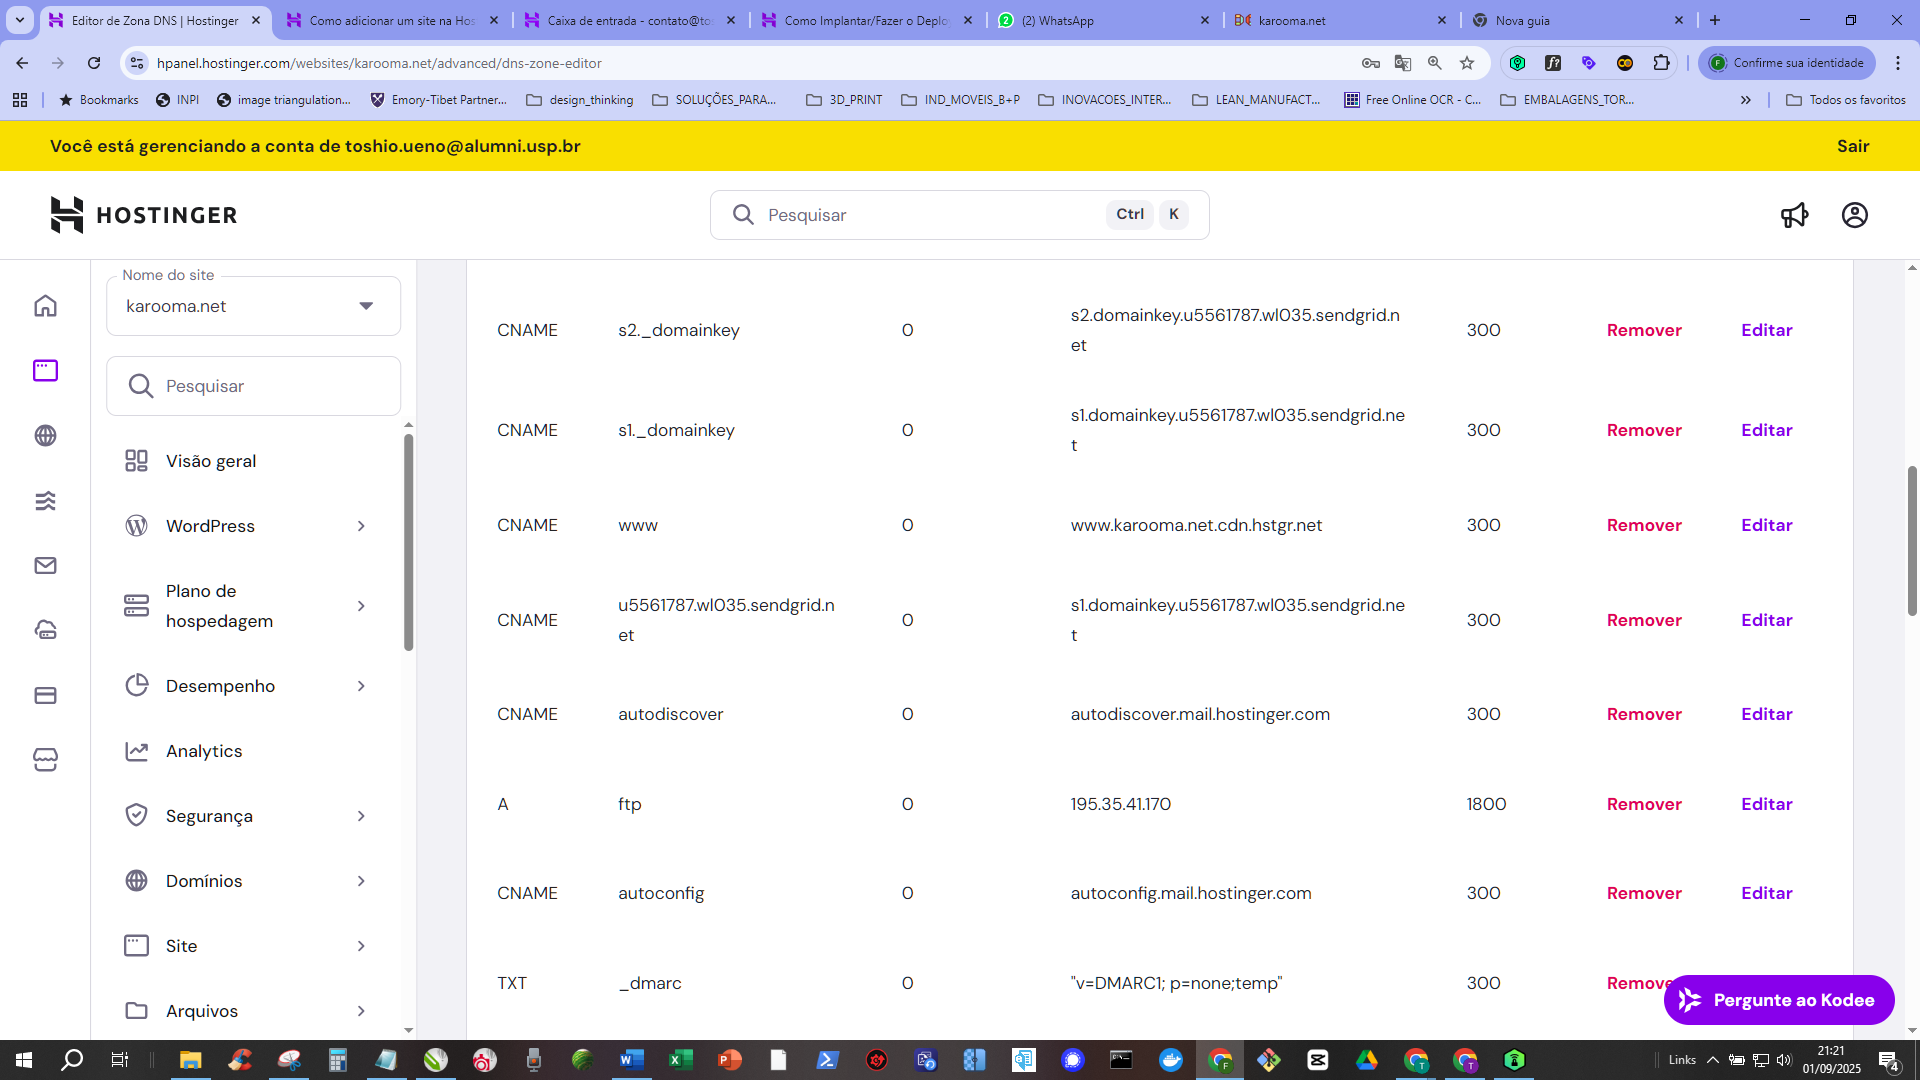 Editor de Zona DNS | Hostinger
Como adicionar um site na Hos
Caixa de entrada - contato@to
Como Implantar/Fazer o Deplo
(2) WhatsApp
karooma.net
Nova guia
hpanel.hostinger.com/websites/karooma.net/advanced/dns-zone-editor
Confirme sua identidade
Bookmarks
INPI
image triangulation...
Emory-Tibet Partner...
design_thinking
SOLUÇÕES_PARA...
3D_PRINT
IND_MOVEIS_B+P
INOVACOES_INTER...
LEAN_MANUFACT...
Free Online OCR - C...
EMBALAGENS_TOR...
Todos os favoritos
Você está gerenciando a conta de toshio.ueno@alumni.usp.br
Sair
HOSTINGER
Pesquisar
Ctrl
K
Nome do site
karooma.net
Pesquisar
Visão geral
WordPress
Plano de
hospedagem
Desempenho
Analytics
Segurança
Domínios
Site
Arquivos
CNAME s2._domainkey 0 s2.domainkey.u5561787.wl035.sendgrid.n 300 Remover Editar
et
CNAME s1._domainkey 0 s1.domainkey.u5561787.wl035.sendgrid.ne 300 Remover Editar
t
CNAME www 0 www.karooma.net.cdn.hstgr.net 300 Remover Editar
CNAME u5561787.wl035.sendgrid.n 0 s1.domainkey.u5561787.wl035.sendgrid.ne 300 Remover Editar
et t
CNAME autodiscover 0 autodiscover.mail.hostinger.com 300 Remover Editar
A ftp 0 195.35.41.170 1800 Remover Editar
CNAME autoconfig 0 autoconfig.mail.hostinger.com 300 Remover Editar
TXT _dmarc 0 "v=DMARC1; p=none;temp" 300 Remove
Pergunte ao Kodee
Links
21:21
01/09/2025
4